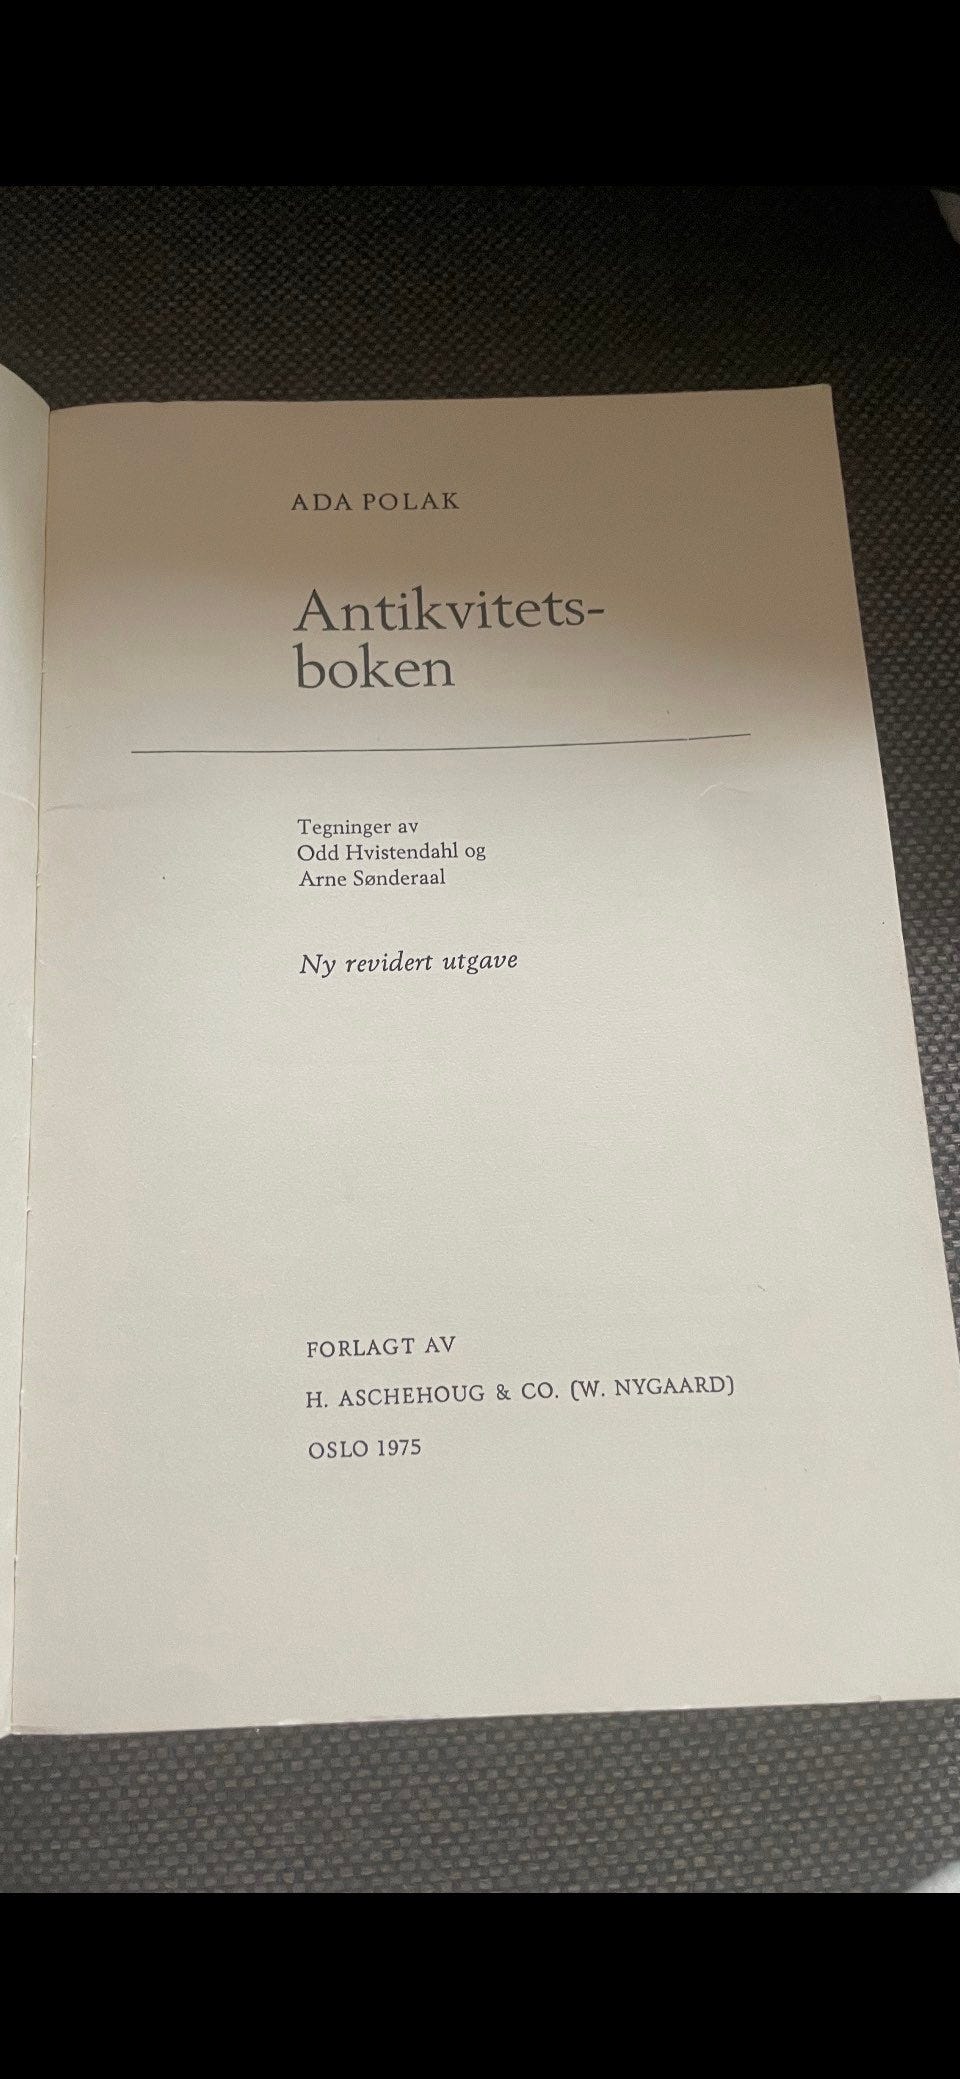 ADA POLAK
Antikvitets-
boken
Tegninger av
Odd Hvistendahl og
Arne Sønderaal
Ny revidert utgave
FORLAGT AV
H. ASCHEHOUG & CO. (W. NYGAARD)
OSLO 1975